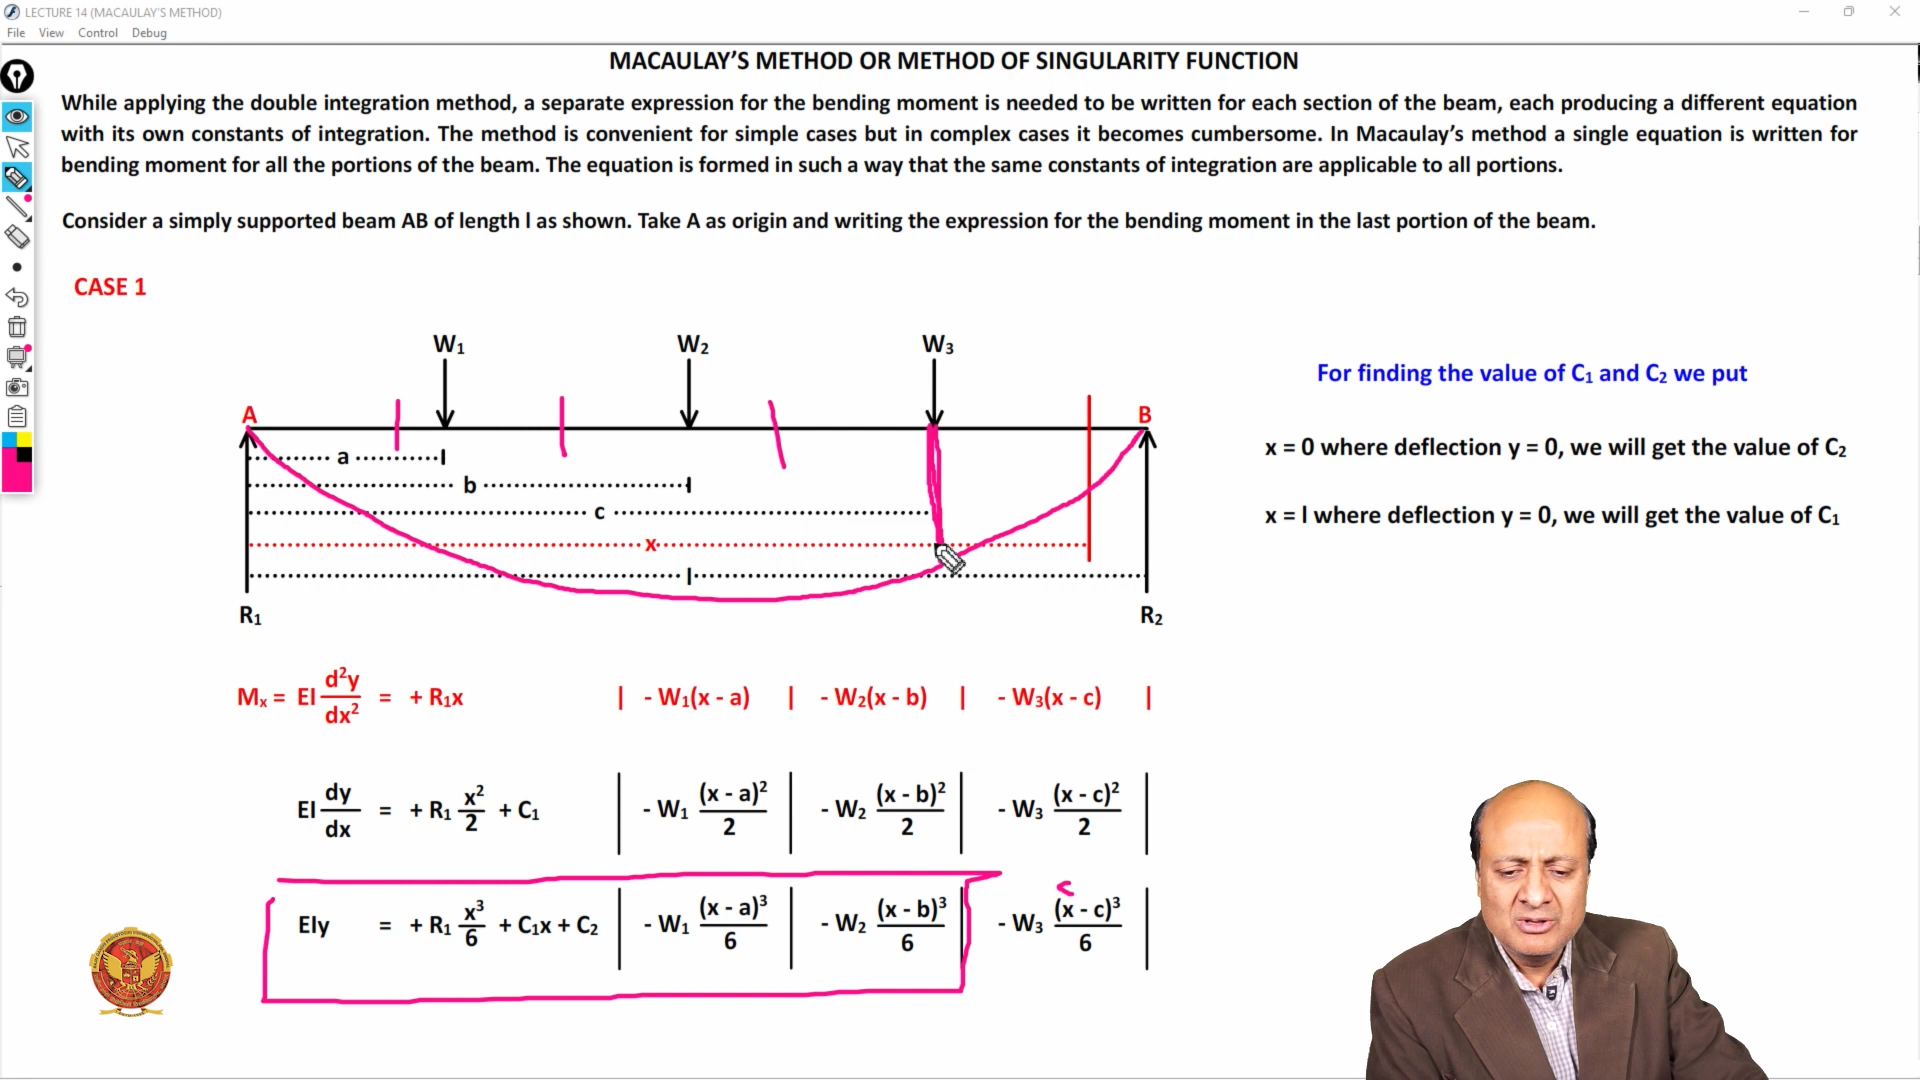 LECTURE 14 (MACAULAY'S METHOD)
File View Control Debug
MACAULAY’S METHOD OR METHOD OF SINGULARITY FUNCTION
While applying the double integration method, a separate expression for the bending moment is needed to be written for each section of the beam, each producing a different equation
with its own constants of integration. The method is convenient for simple cases but in complex cases it becomes cumbersome. In Macaulay’s method a single equation is written for
bending moment for all the portions of the beam. The equation is formed in such a way that the same constants of integration are applicable to all portions.
Consider a simply supported beam AB of length l as shown. Take A as origin and writing the expression for the bending moment in the last portion of the beam.
CASE 1
W₁ W₂ W₃
A B
a
b
c
x
l
R₁ R₂
For finding the value of C₁ and C₂ we put
x = 0 where deflection y = 0, we will get the value of C₂
x = l where deflection y = 0, we will get the value of C₁
Mₓ = EI d²y/dx² = + R₁x | - W₁(x - a) | - W₂(x - b) | - W₃(x - c) |
EI dy/dx = + R₁ x²/2 + C₁ | - W₁ (x - a)²/2 | - W₂ (x - b)²/2 | - W₃ (x - c)²/2 |
c
EIy = + R₁ x³/6 + C₁x + C₂ | - W₁ (x - a)³/6 | - W₂ (x - b)³/6 | - W₃ (x - c)³/6 |